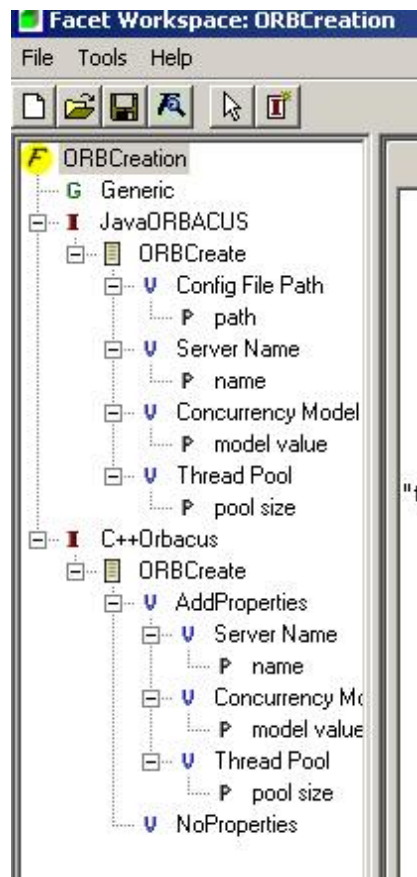 Facet Workspace: ORBCreation
File Tools Help
F ORBCreation
G Generic
I JavaORBACUS
ORBCreate
V Config File Path
P path
V Server Name
P name
V Concurrency Model
P model value
V Thread Pool
P pool size
I C++Orbacus
ORBCreate
V AddProperties
V Server Name
P name
V Concurrency Mo
P model value
V Thread Pool
P pool size
V NoProperties